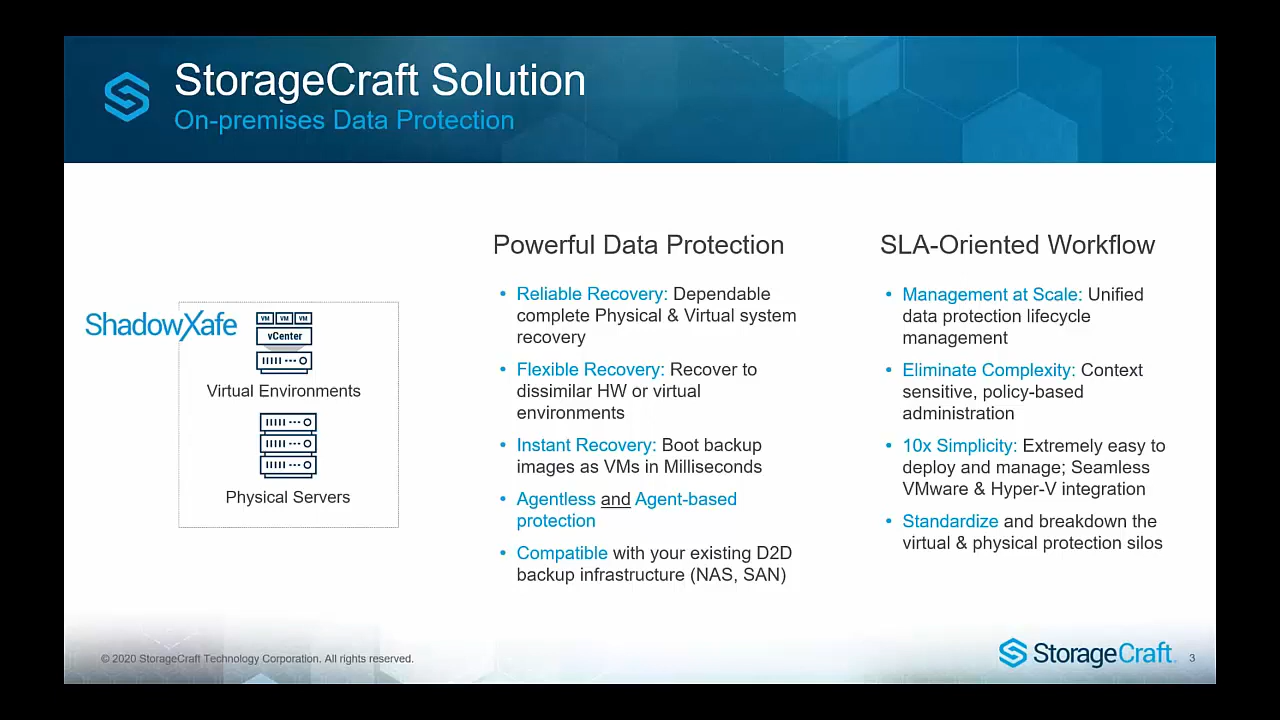 StorageCraft Solution
On-premises Data Protection
ShadowXafe
VM VM VM
vCenter
Virtual Environments
Physical Servers
Powerful Data Protection
• Reliable Recovery: Dependable
complete Physical & Virtual system
recovery
• Flexible Recovery: Recover to
dissimilar HW or virtual
environments
• Instant Recovery: Boot backup
images as VMs in Milliseconds
• Agentless and Agent-based
protection
• Compatible with your existing D2D
backup infrastructure (NAS, SAN)
SLA-Oriented Workflow
• Management at Scale: Unified
data protection lifecycle
management
• Eliminate Complexity: Context
sensitive, policy-based
administration
• 10x Simplicity: Extremely easy to
deploy and manage; Seamless
VMware & Hyper-V integration
• Standardize and breakdown the
virtual & physical protection silos
© 2020 StorageCraft Technology Corporation. All rights reserved.
StorageCraft
3